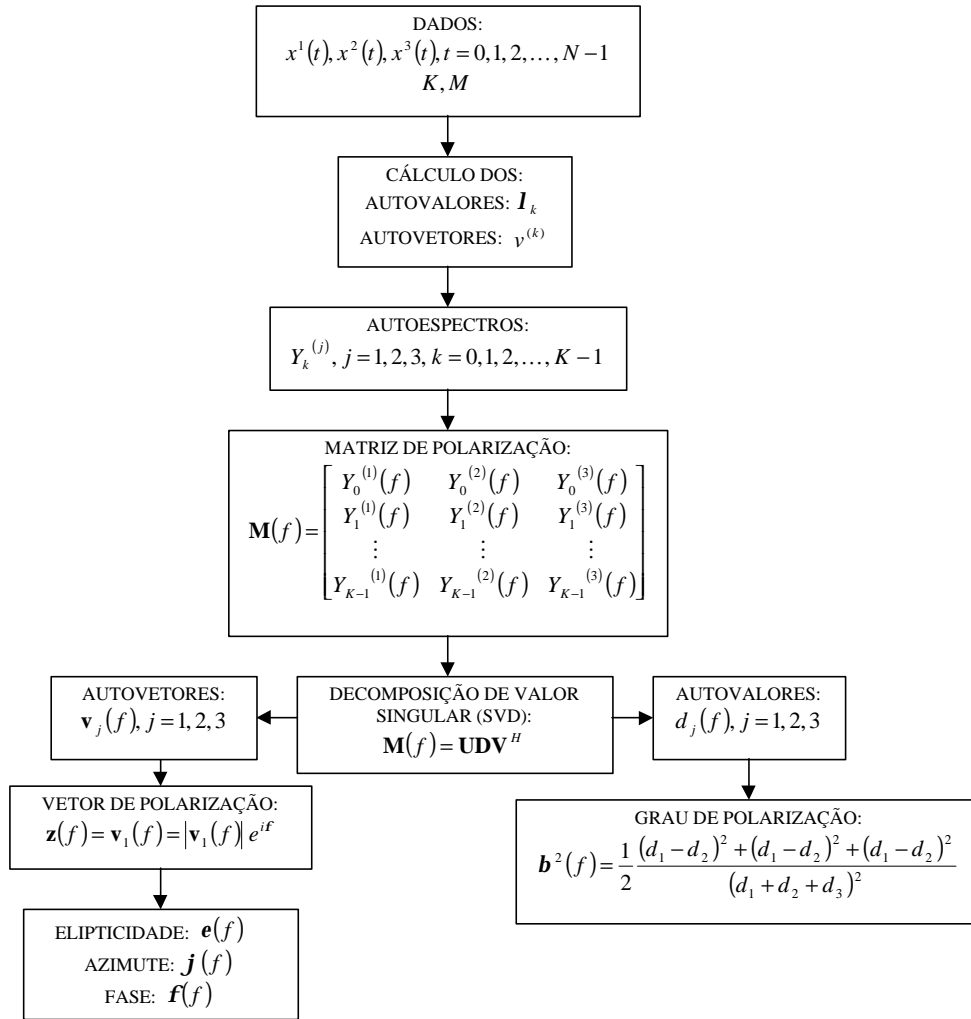 DADOS:
x^1(t), x^2(t), x^3(t), t = 0,1,2,…, N −1
K, M
CÁLCULO DOS:
AUTOVALORES: l_k
AUTOVETORES: v^(k)
AUTOESPECTROS:
Y_k^(j), j = 1, 2, 3, k = 0,1, 2,…, K −1
MATRIZ DE POLARIZAÇÃO:
M(f) = [
Y_0^(1)(f) Y_0^(2)(f) Y_0^(3)(f)
Y_1^(1)(f) Y_1^(2)(f) Y_1^(3)(f)
⋮ ⋮ ⋮
Y_{K−1}^(1)(f) Y_{K−1}^(2)(f) Y_{K−1}^(3)(f)
]
AUTOVETORES:
v_j(f), j = 1, 2, 3
DECOMPOSIÇÃO DE VALOR
SINGULAR (SVD):
M(f) = UDV^H
AUTOVALORES:
d_j(f), j = 1, 2, 3
VETOR DE POLARIZAÇÃO:
z(f) = v_1(f) = |v_1(f)| e^{if}
GRAU DE POLARIZAÇÃO:
b^2(f) = 1/2 ((d_1 − d_2)^2 + (d_1 − d_2)^2 + (d_1 − d_2)^2)/(d_1 + d_2 + d_3)^2
ELIPTICIDADE: e(f)
AZIMUTE: j(f)
FASE: f(f)